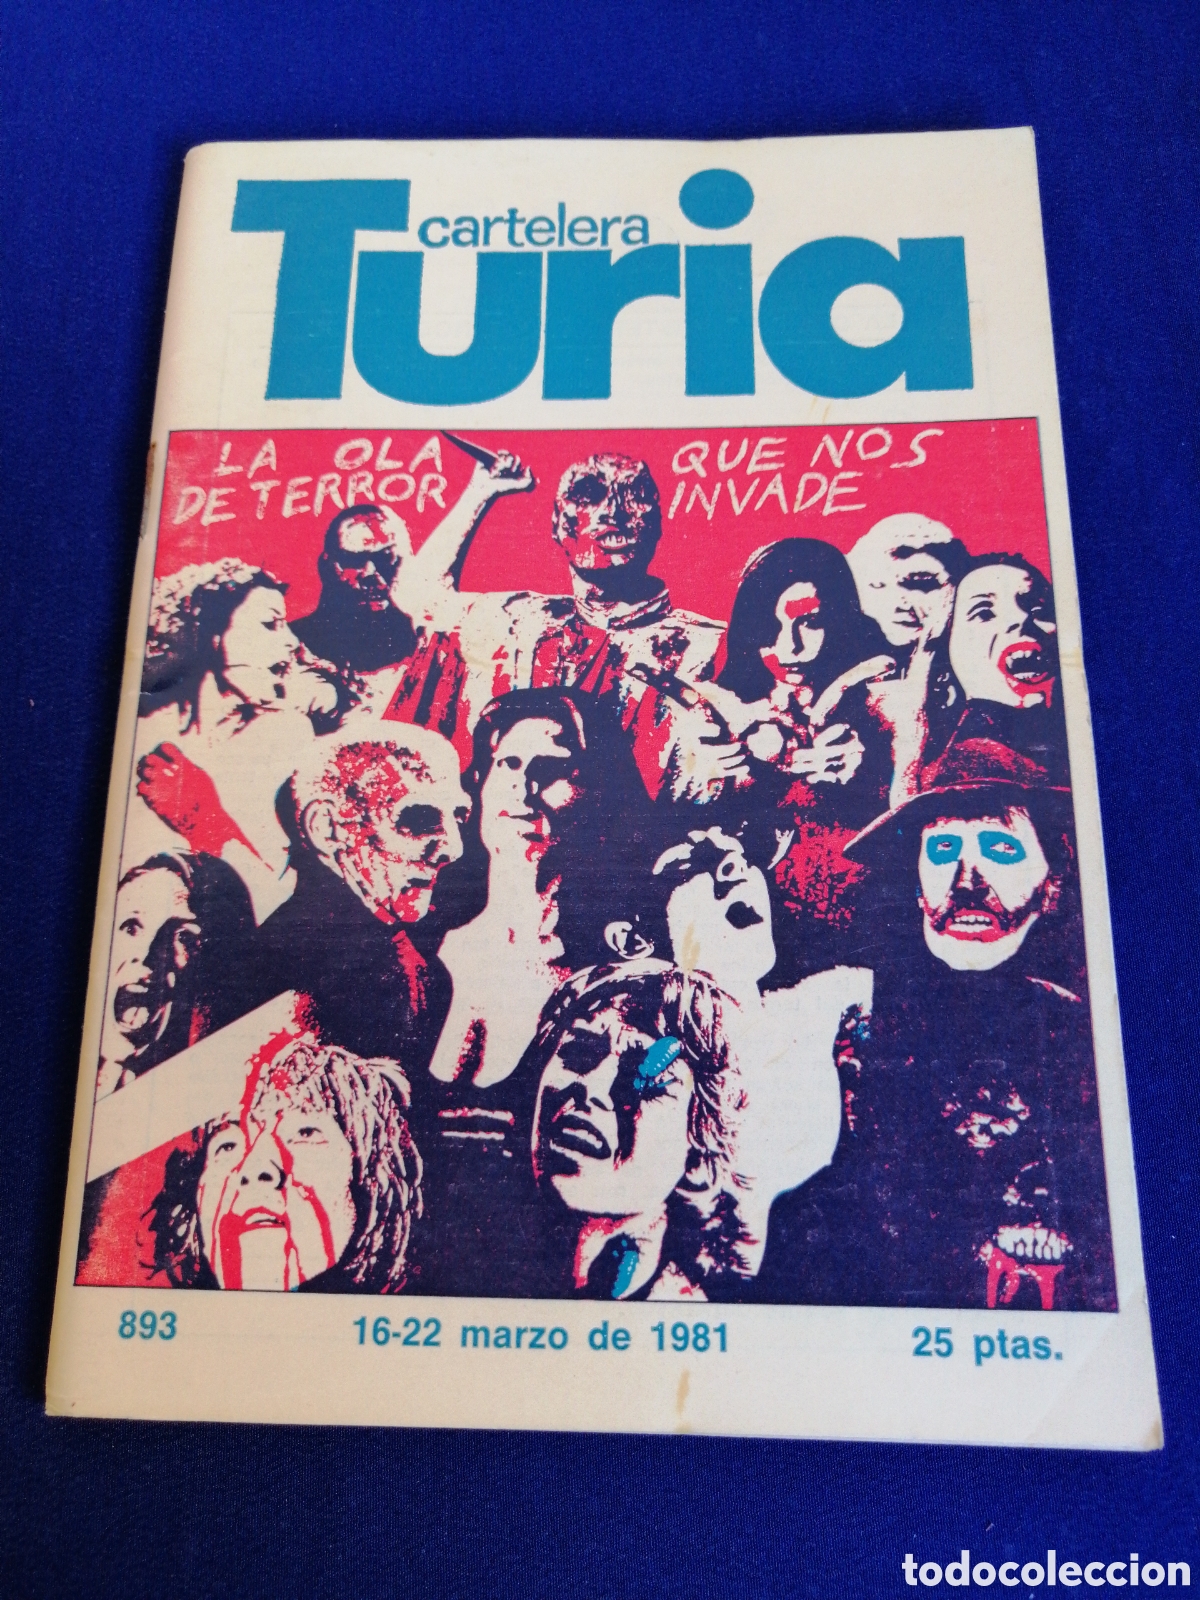 cartelera
Turia
LA OLA QUE NOS
DE TERROR INVADE
893 16-22 marzo de 1981 25 ptas.
todocoleccion